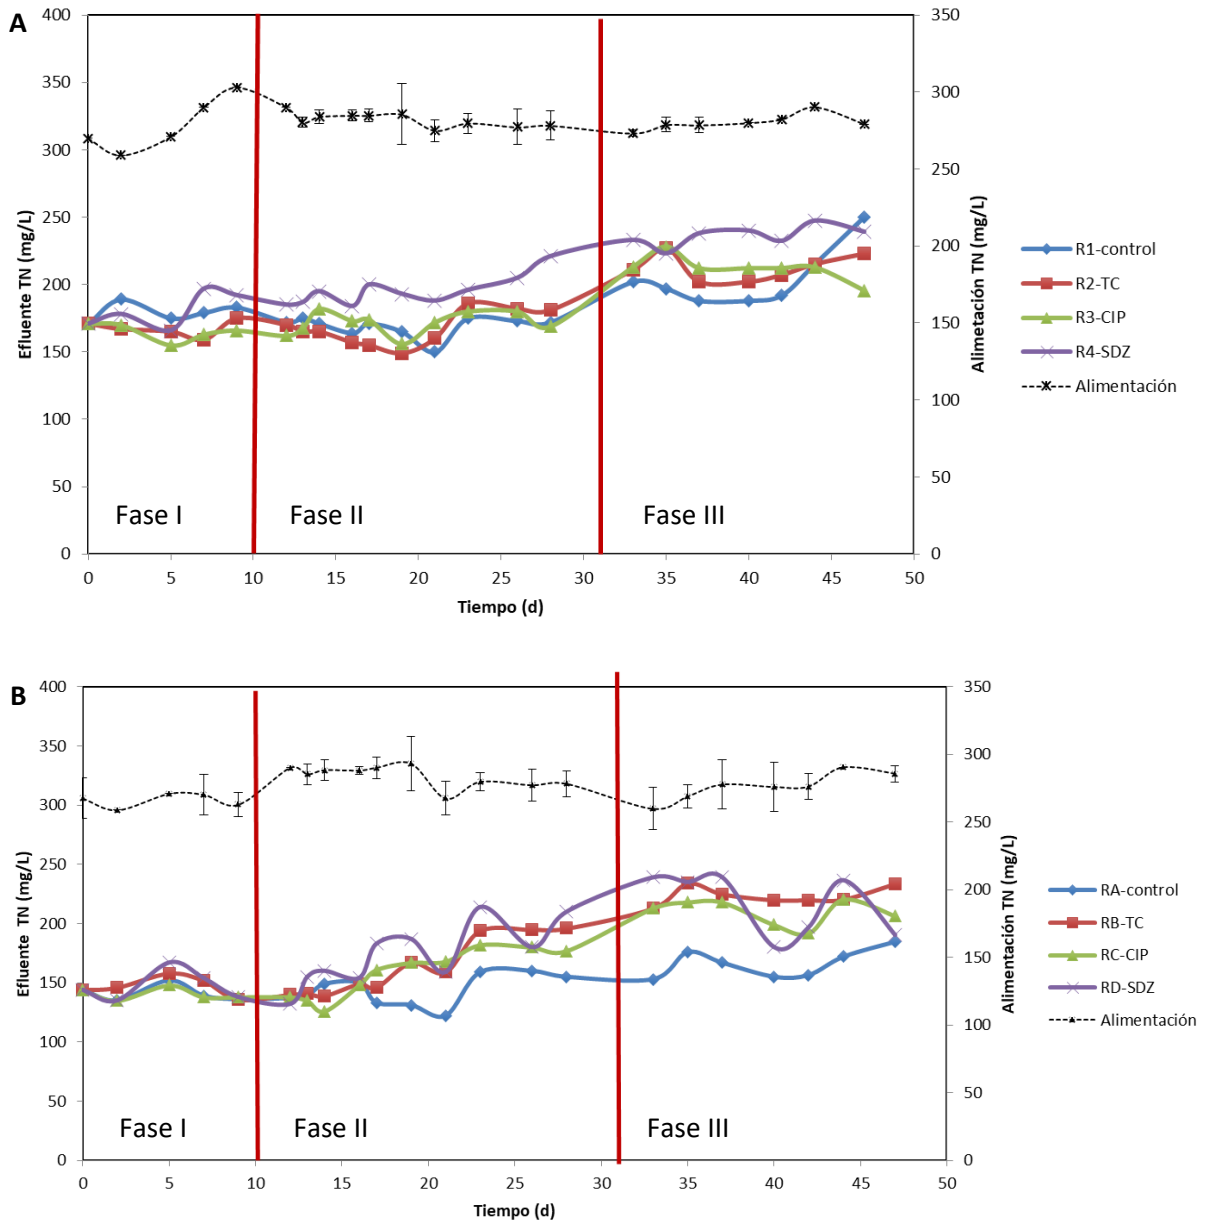 A
400
350
300
250
200
150
100
50
0
Efluente TN (mg/L)
350
300
250
200
150
100
50
0
Alimetación TN (mg/L)
Fase I
Fase II
Fase III
0 5 10 15 20 25 30 35 40 45 50
Tiempo (d)
R1-control
R2-TC
R3-CIP
R4-SDZ
Alimentación
B
400
350
300
250
200
150
100
50
0
Efluente TN (mg/L)
350
300
250
200
150
100
50
0
Alimentación TN (mg/L)
Fase I
Fase II
Fase III
0 5 10 15 20 25 30 35 40 45 50
Tiempo (d)
RA-control
RB-TC
RC-CIP
RD-SDZ
Alimentación